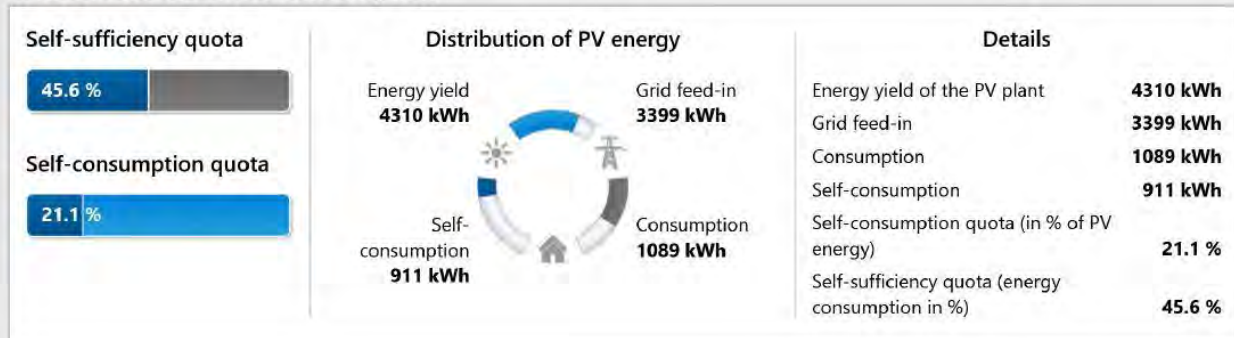 Self-sufficiency quota
45.6 %
Self-consumption quota
21.1 %
Distribution of PV energy
Energy yield
4310 kWh
Grid feed-in
3399 kWh
Self-
consumption
911 kWh
Consumption
1089 kWh
Details
Energy yield of the PV plant 4310 kWh
Grid feed-in 3399 kWh
Consumption 1089 kWh
Self-consumption 911 kWh
Self-consumption quota (in % of PV
energy) 21.1 %
Self-sufficiency quota (energy
consumption in %) 45.6 %